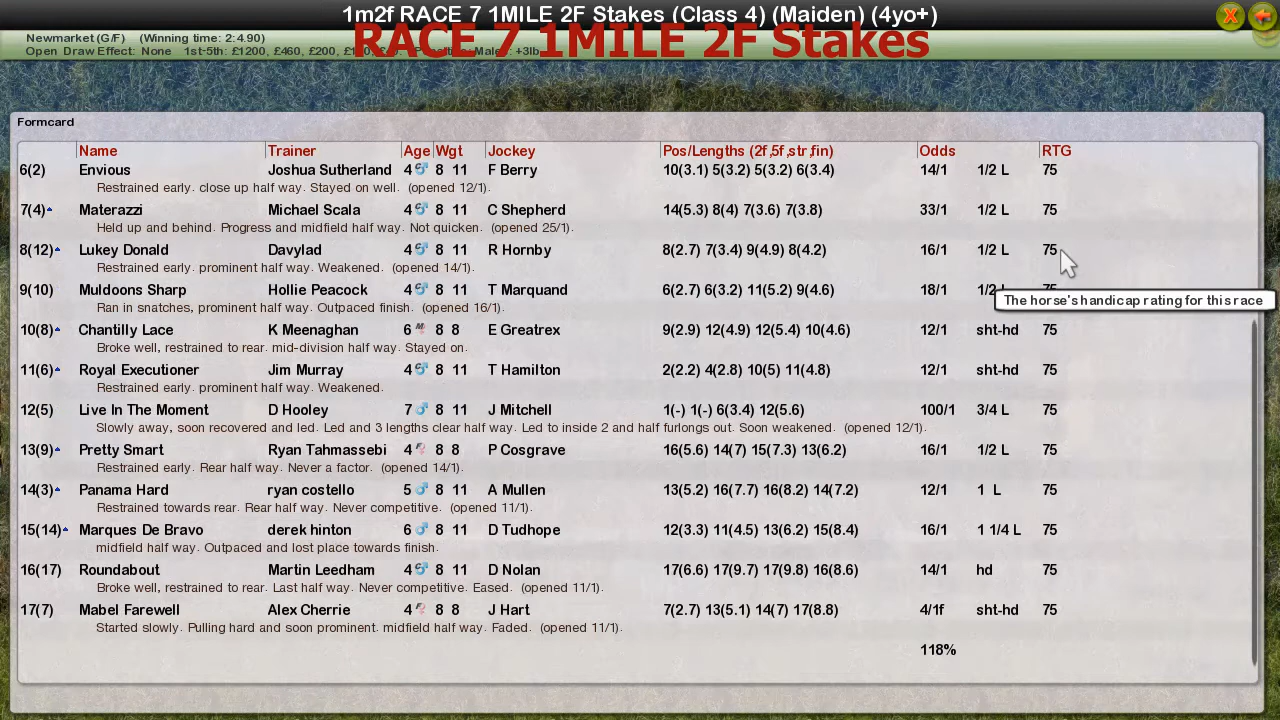 1m2f RACE 7 1MILE 2F Stakes (Class 4) (Maiden) (4yo+)
RACE 7 1MILE 2F Stakes
Newmarket (G/F) (Winning time: 2:4.90)
Open Draw Effect: None 1st-5th: £1200, £460, £200, Males: +3lb
Formcard
Name Trainer Age Wgt Jockey Pos/Lengths (2f,5f,str,fin) Odds RTG
6(2) Envious Joshua Sutherland 4 8 11 F Berry 10(3.1) 5(3.2) 5(3.2) 6(3.4) 14/1 1/2 L 75
Restrained early. close up half way. Stayed on well. (opened 12/1).
7(4) Materazzi Michael Scala 4 8 11 C Shepherd 14(5.3) 8(4) 7(3.6) 7(3.8) 33/1 1/2 L 75
Held up and behind. Progress and midfield half way. Not quicken. (opened 25/1).
8(12) Lukey Donald Davylad 4 8 11 R Hornby 8(2.7) 7(3.4) 9(4.9) 8(4.2) 16/1 1/2 L 75
Restrained early. prominent half way. Weakened. (opened 14/1).
9(10) Muldoons Sharp Hollie Peacock 4 8 11 T Marquand 6(2.7) 6(3.2) 11(5.2) 9(4.6) 18/1 1/2 75
Ran in snatches, prominent half way. Outpaced finish. (opened 16/1).
The horse's handicap rating for this race
10(8) Chantilly Lace K Meenaghan 6 8 8 E Greatrex 9(2.9) 12(4.9) 12(5.4) 10(4.6) 12/1 sht-hd 75
Broke well, restrained to rear. mid-division half way. Stayed on.
11(6) Royal Executioner Jim Murray 4 8 11 T Hamilton 2(2.2) 4(2.8) 10(5) 11(4.8) 12/1 sht-hd 75
Restrained early. prominent half way. Weakened.
12(5) Live In The Moment D Hooley 7 8 11 J Mitchell 1(-) 1(-) 6(3.4) 12(5.6) 100/1 3/4 L 75
Slowly away, soon recovered and led. Led and 3 lengths clear half way. Led to inside 2 and half furlongs out. Soon weakened. (opened 12/1).
13(9) Pretty Smart Ryan Tahmassebi 4 8 8 P Cosgrave 16(5.6) 14(7) 15(7.3) 13(6.2) 16/1 1/2 L 75
Restrained early. Rear half way. Never a factor. (opened 14/1).
14(3) Panama Hard ryan costello 5 8 11 A Mullen 13(5.2) 16(7.7) 16(8.2) 14(7.2) 12/1 1 L 75
Restrained towards rear. Rear half way. Never competitive. (opened 11/1).
15(14) Marques De Bravo derek hinton 6 8 11 D Tudhope 12(3.3) 11(4.5) 13(6.2) 15(8.4) 16/1 1 1/4 L 75
midfield half way. Outpaced and lost place towards finish.
16(17) Roundabout Martin Leedham 4 8 11 D Nolan 17(6.6) 17(9.7) 17(9.8) 16(8.6) 14/1 hd 75
Broke well, restrained to rear. Last half way. Never competitive. Eased. (opened 11/1).
17(7) Mabel Farewell Alex Cherrie 4 8 8 J Hart 7(2.7) 13(5.1) 14(7) 17(8.8) 4/1f sht-hd 75
Started slowly. Pulling hard and soon prominent. midfield half way. Faded. (opened 11/1).
118%